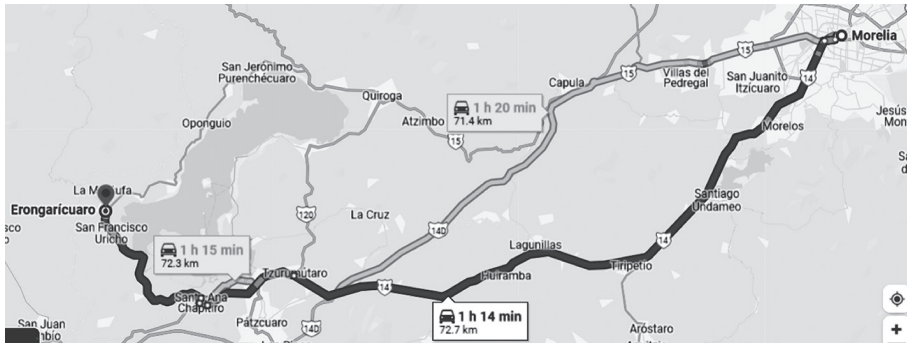 Morelia
15
15
San Jerónimo
Purenchécuaro
Capula
Villas del
Pedregal
San Juanito
Itzícuaro
14
Quiroga
1 h 20 min
71.4 km
Oponguio
Atzimbo
15
Morelos
Jesús
Mon
Erongarícuaro
San Francisco
Uricho
Santiago
Undameo
120
La Cruz
140
sco
o
1 h 15 min
72.3 km
Lagunillas
14
Tzurumútaro
Huiramba
Tiripetío
14
Santa Ana
Chapitiro
Pátzcuaro
140
1 h 14 min
72.7 km
San Juan
Aróstaro
+